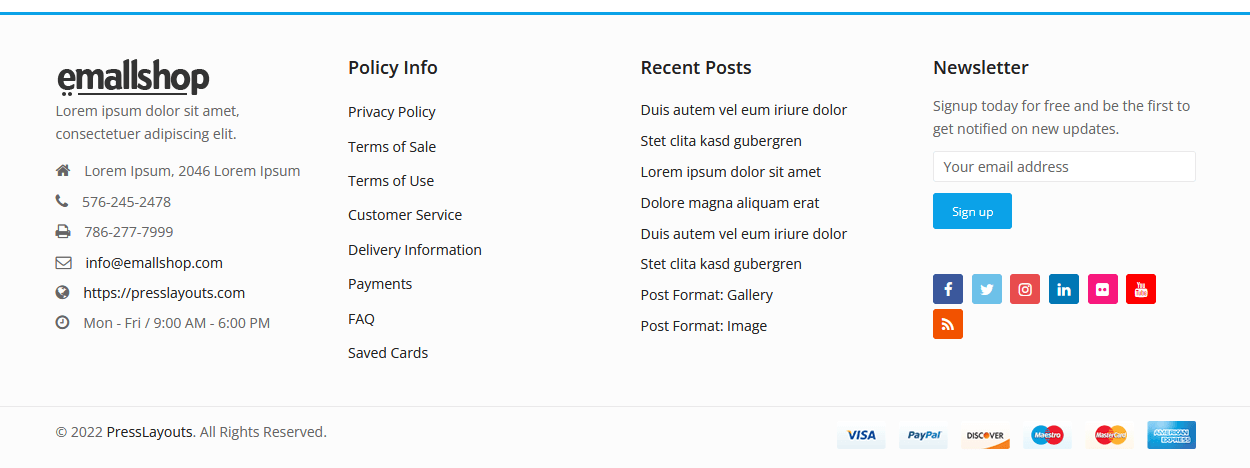 emallshop
Lorem ipsum dolor sit amet,
consectetuer adipiscing elit.
Lorem Ipsum, 2046 Lorem Ipsum
576-245-2478
786-277-7999
info@emallshop.com
https://presslayouts.com
Mon - Fri / 9:00 AM - 6:00 PM
Policy Info
Privacy Policy
Terms of Sale
Terms of Use
Customer Service
Delivery Information
Payments
FAQ
Saved Cards
Recent Posts
Duis autem vel eum iriure dolor
Stet clita kasd gubergren
Lorem ipsum dolor sit amet
Dolore magna aliquam erat
Duis autem vel eum iriure dolor
Stet clita kasd gubergren
Post Format: Gallery
Post Format: Image
Newsletter
Signup today for free and be the first to
get notified on new updates.
Your email address
Sign up
f
in
You
Tube
© 2022 PressLayouts. All Rights Reserved.
VISA
PayPal
DISCOVER
Maestro
MasterCard
AMERICAN
EXPRESS